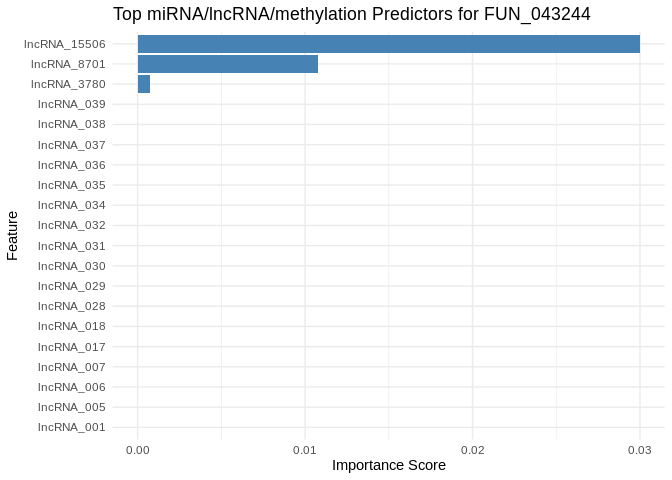 Top miRNA/lncRNA/methylation Predictors for FUN_043244
lncRNA_15506
lncRNA_8701
lncRNA_3780
lncRNA_039
lncRNA_038
lncRNA_037
lncRNA_036
lncRNA_035
lncRNA_034
lncRNA_032
lncRNA_031
lncRNA_030
lncRNA_029
lncRNA_028
lncRNA_018
lncRNA_017
lncRNA_007
lncRNA_006
lncRNA_005
lncRNA_001
Feature
0.00 0.01 0.02 0.03
Importance Score